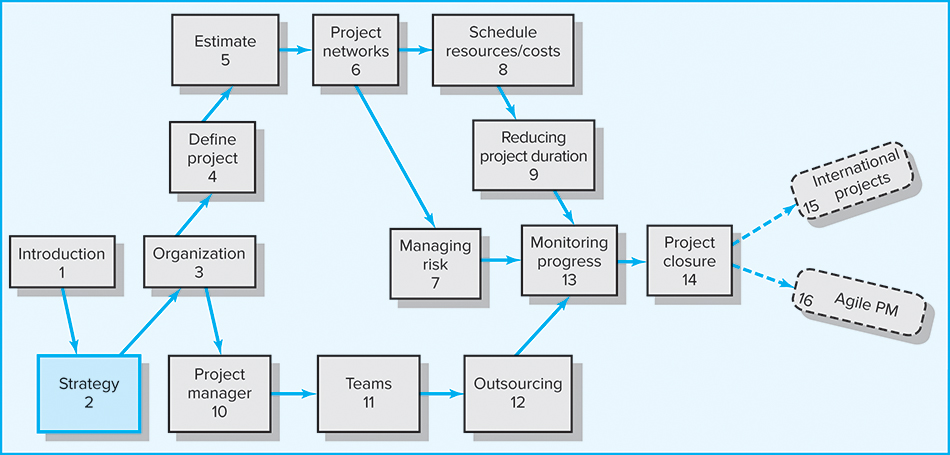 Estimate
5
Project
networks
6
Schedule
resources/costs
8
Define
project
4
Reducing
project duration
9
International
projects
15
Introduction
1
Organization
3
Managing
risk
7
Monitoring
progress
13
Project
closure
14
16 Agile PM
Strategy
2
Project
manager
10
Teams
11
Outsourcing
12